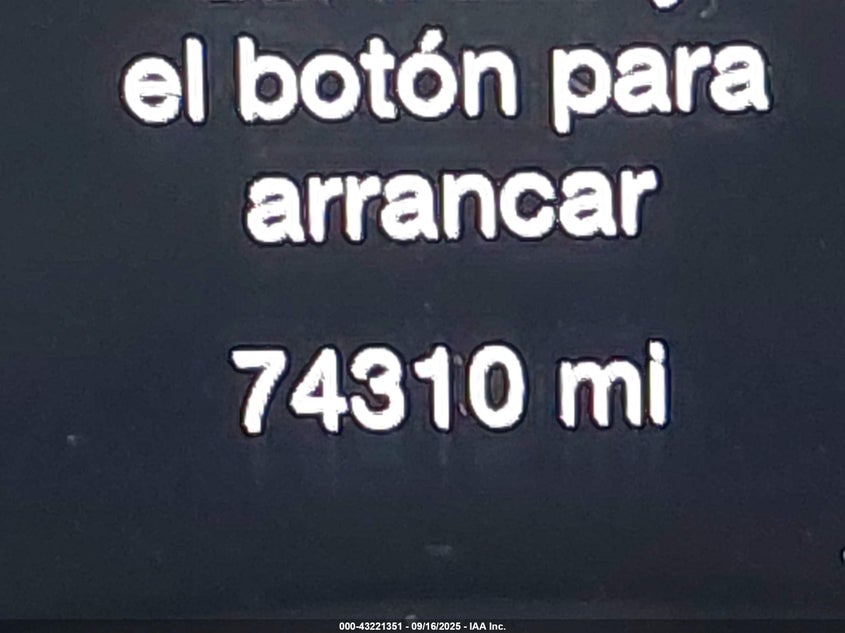 el botón para
arrancar
74310 mi
000-43221351 - 09/16/2025 - IAA Inc.